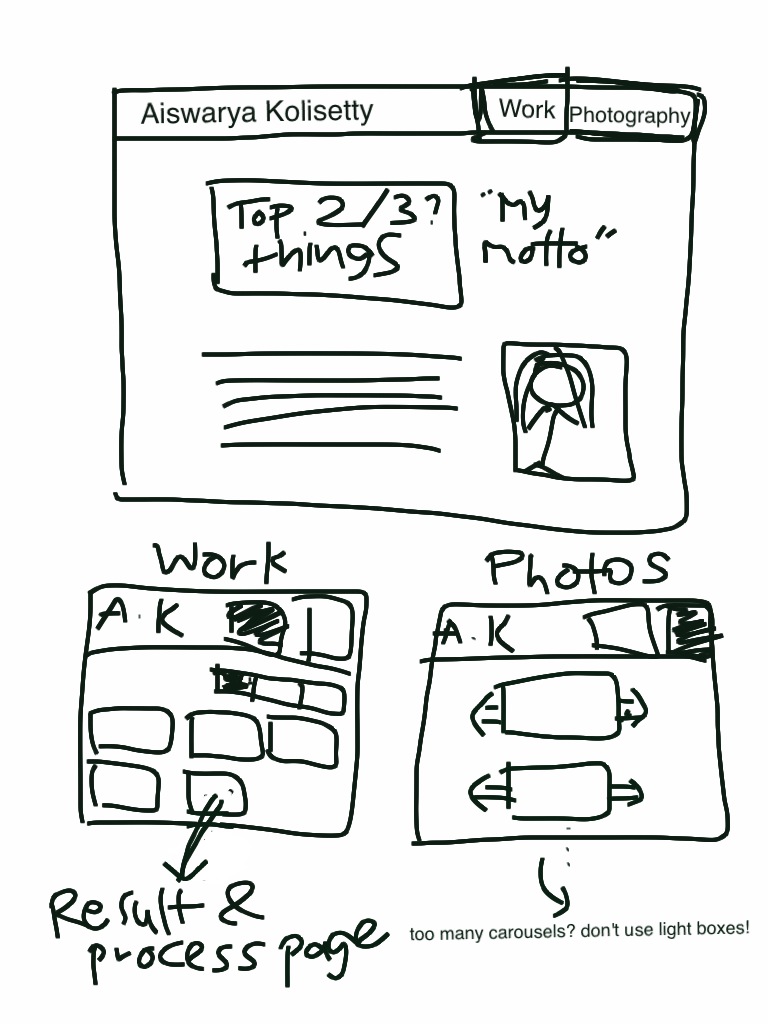 Aiswarya Kolisetty
Work
Photography
Top 2/3?
things
"My
motto"
Work
Photos
A. K
A. K
Result &
process page
too many carousels? don't use light boxes!